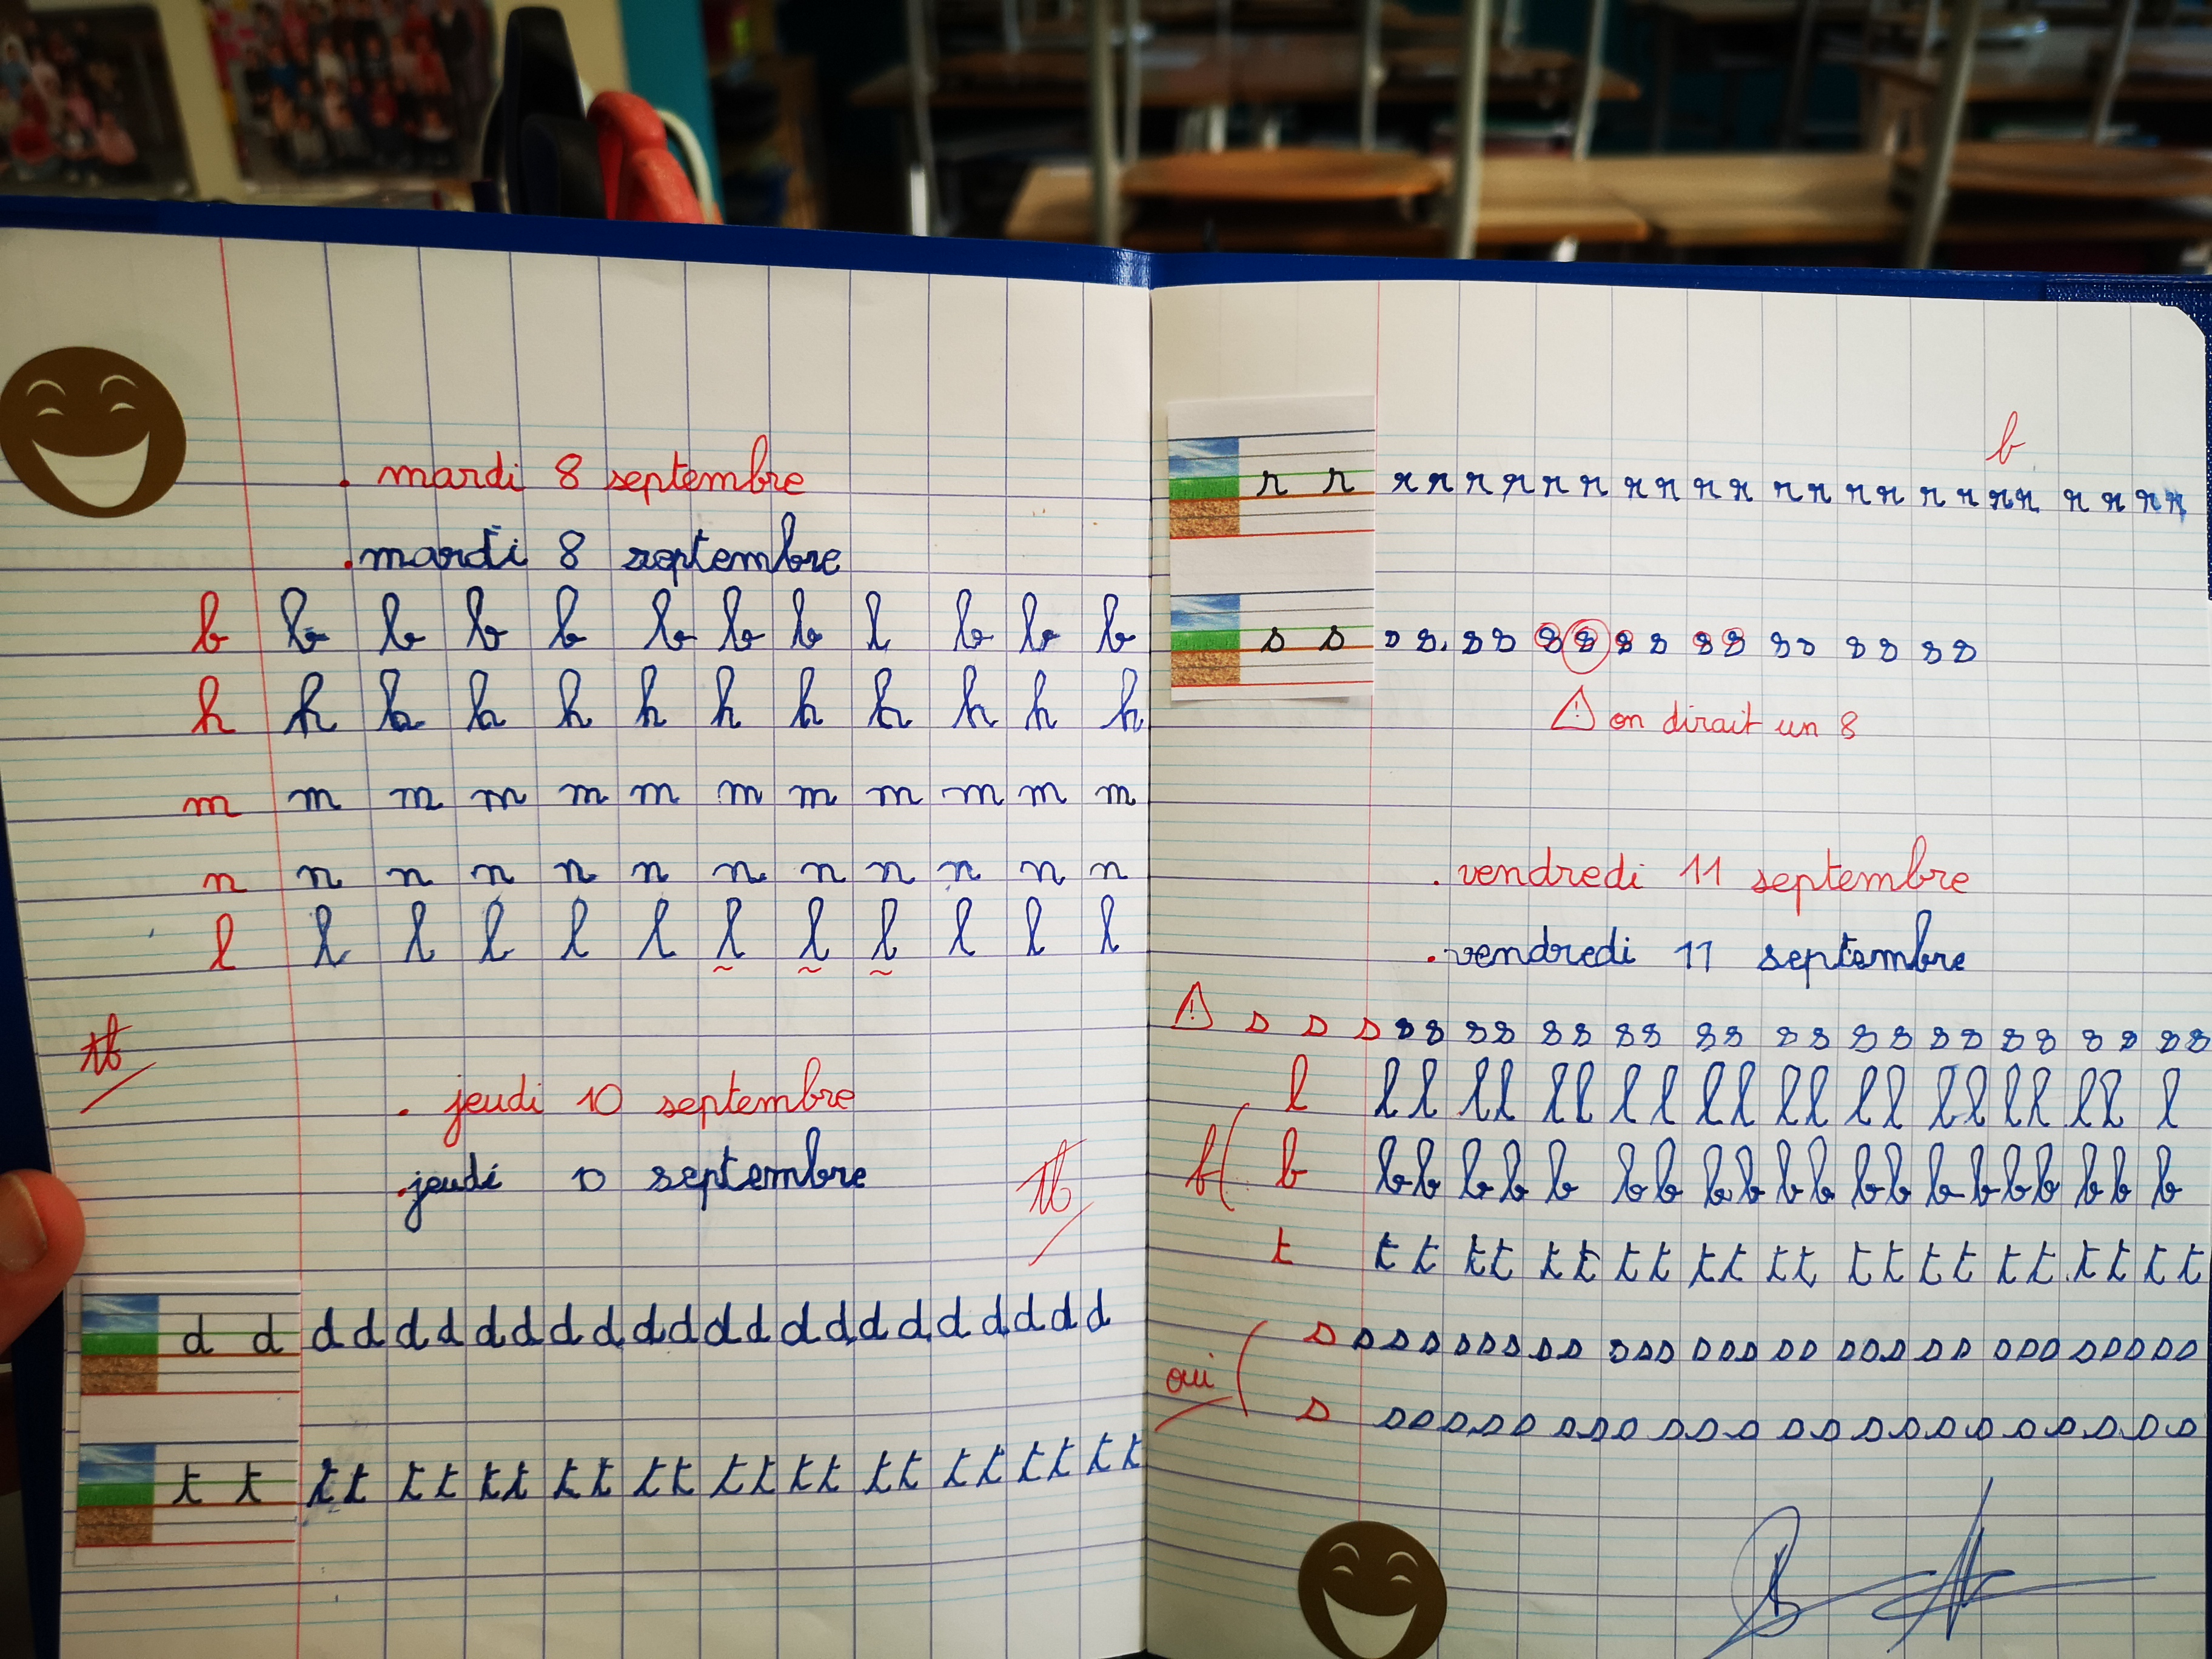 . mardi 8 septembre
. mardi 8 septembre
b b b b b b b b l b b b
h h h h h h h h h h h h
m m m m m m m m m m m m
n n n n n n n n n n n n
l l l l l l l l l l l l
tb
. jeudi 10 septembre
. jeudi 10 septembre
tb
d d d d d d d d d d d d d d d d d d d d d d
t t t t t t t t t t t t t t t t t t t t t t t t
b
r r r r r r r r r r r r r r r r r r r r r r r r
s s s s s s s s s s s s s s s s s s
⚠ on dirait un 8
. vendredi 11 septembre
. vendredi 11 septembre
⚠ s s s s s s s s s s s s s s s s s s s s s s s s s
l l l l l l l l l l l l l l l l l l l l l l
b b b b b b b b b b b b b b b b b b b b b
t t t t t t t t t t t t t t t t t t t t t t t
oui
s s s s s s s s s s s s s s s s s s s s s s s s s s s s
s s s s s s s s s s s s s s s s s s s s s s s s